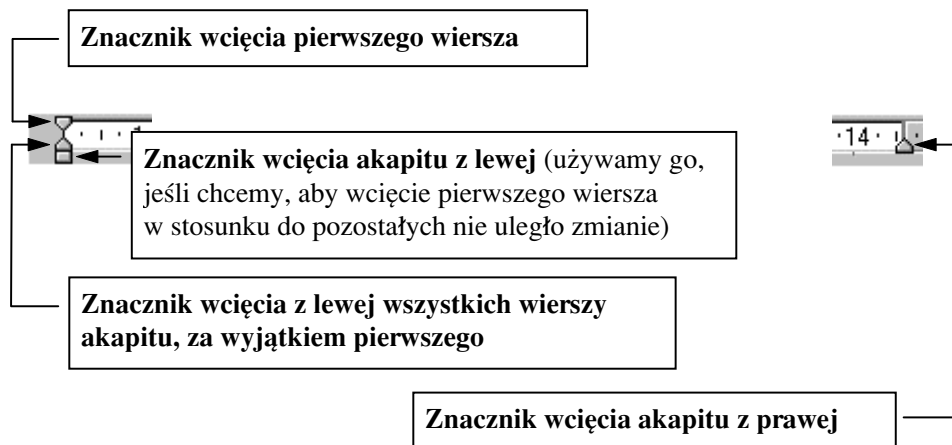 Znacznik wcięcia pierwszego wiersza
14
Znacznik wcięcia akapitu z lewej (używamy go,
jeśli chcemy, aby wcięcie pierwszego wiersza
w stosunku do pozostałych nie uległo zmianie)
Znacznik wcięcia z lewej wszystkich wierszy
akapitu, za wyjątkiem pierwszego
Znacznik wcięcia akapitu z prawej